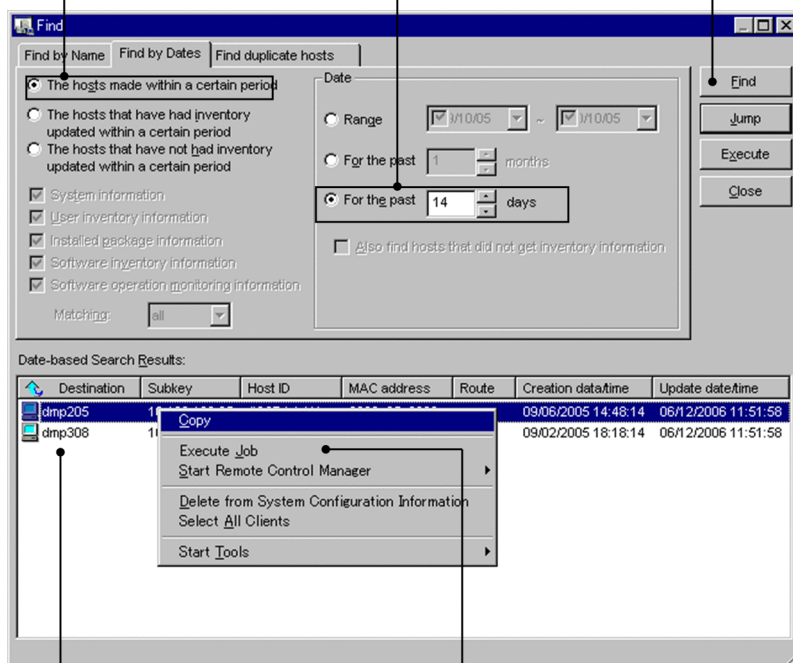 Find
Find by Name Find by Dates Find duplicate hosts
The hosts made within a certain period
The hosts that have had inventory
updated within a certain period
The hosts that have not had inventory
updated within a certain period
System information
User inventory information
Installed package information
Software inventory information
Software operation monitoring information
Matching: all
Date
Range /10/05 ~ /10/05
For the past 1 months
For the past 14 days
Also find hosts that did not get inventory information
Find
Jump
Execute
Close
Date-based Search Results:
Destination Subkey Host ID MAC address Route Creation data/time Update date/time
dmp205 09/06/2005 14:48:14 06/12/2006 11:51:58
dmp308 09/02/2005 18:18:14 06/12/2006 11:51:58
Copy
Execute Job
Start Remote Control Manager
Delete from System Configuration Information
Select All Clients
Start Tools